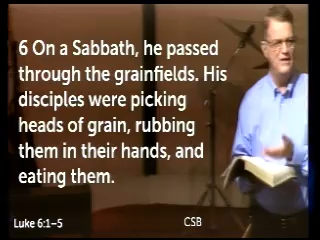 6 On a Sabbath, he passed
through the grainfields. His
disciples were picking
heads of grain, rubbing
them in their hands, and
eating them.
Luke 6:1–5
CSB